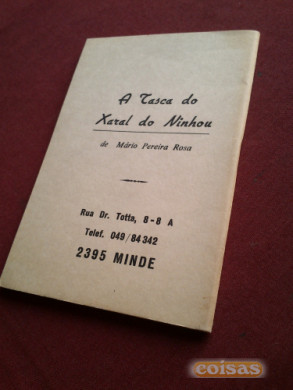 A Tasca do
Xaral do Ninhou
de Mário Pereira Rosa
Rua Dr. Totta, 8-8 A
Telef. 049/84342
2395 MINDE
coisas